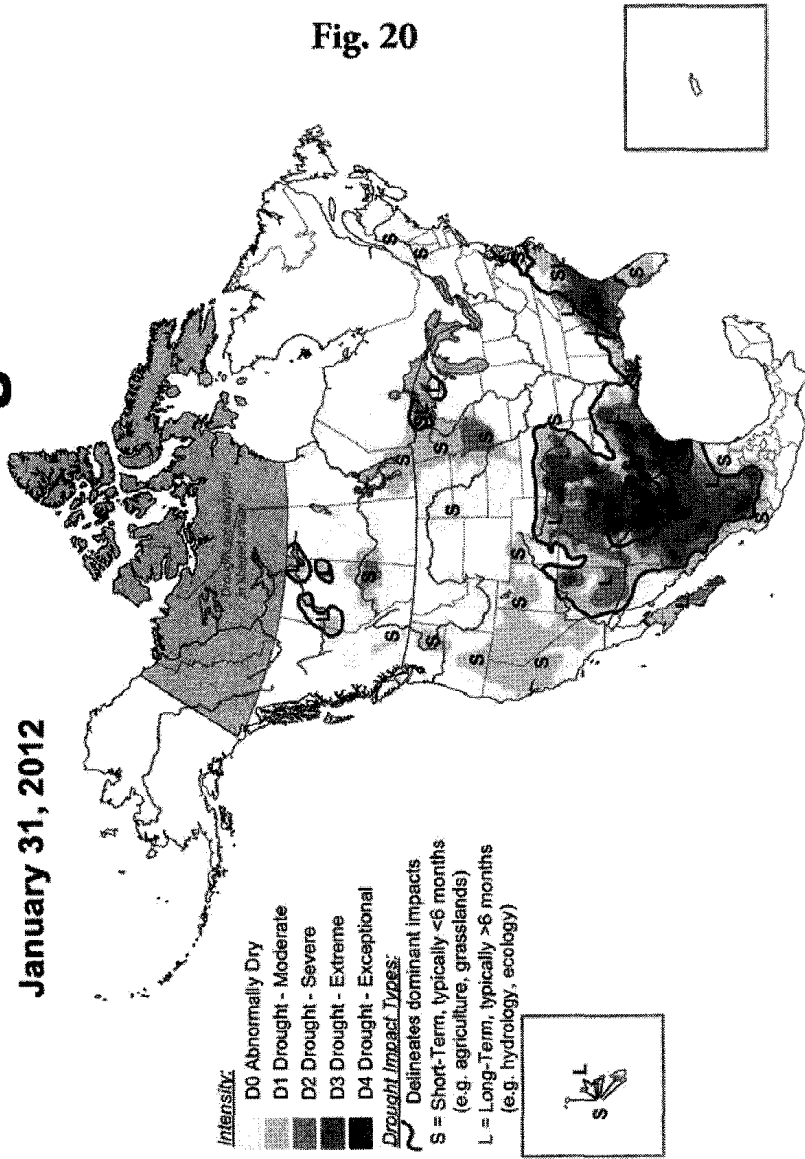 Fig. 20
January 31, 2012
Intensity:
D0 Abnormally Dry
D1 Drought - Moderate
D2 Drought - Severe
D3 Drought - Extreme
D4 Drought - Exceptional
Drought Impact Types:
Delineates dominant impacts
S = Short-Term, typically <6 months
(e.g. agriculture, grasslands)
L = Long-Term, typically >6 months
(e.g. hydrology, ecology)
S
L
S
S
S
S
S
S
S
S
S
S
S
S
S
SL
S
L
L
L
L
S
S